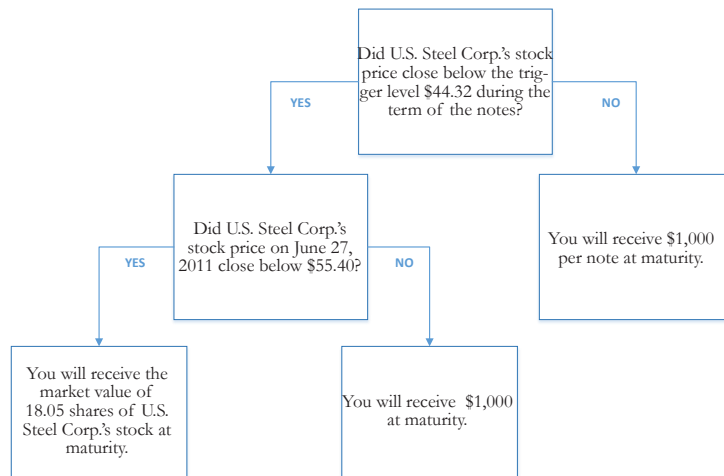 Did U.S. Steel Corp.'s stock
price close below the trig-
ger level $44.32 during the
term of the notes?
YES
NO
Did U.S. Steel Corp.'s
stock price on June 27,
2011 close below $55.40?
You will receive $1,000
per note at maturity.
YES
NO
You will receive the
market value of
18.05 shares of U.S.
Steel Corp.'s stock at
maturity.
You will receive $1,000
at maturity.